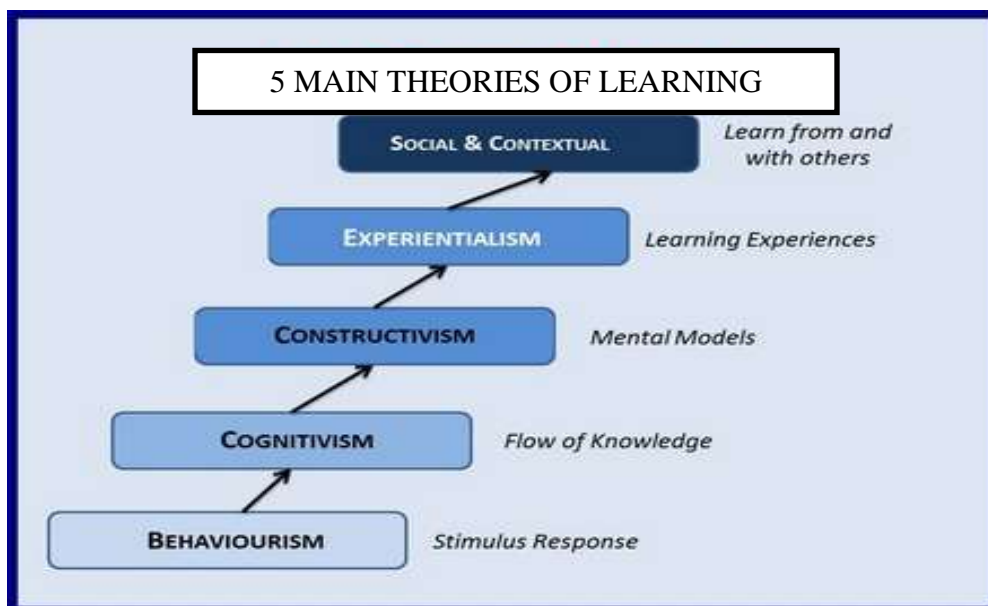 5 MAIN THEORIES OF LEARNING
SOCIAL & CONTEXTUAL
Learn from and
with others
EXPERIENTIALISM
Learning Experiences
CONSTRUCTIVISM
Mental Models
COGNITIVISM
Flow of Knowledge
BEHAVIOURISM
Stimulus Response